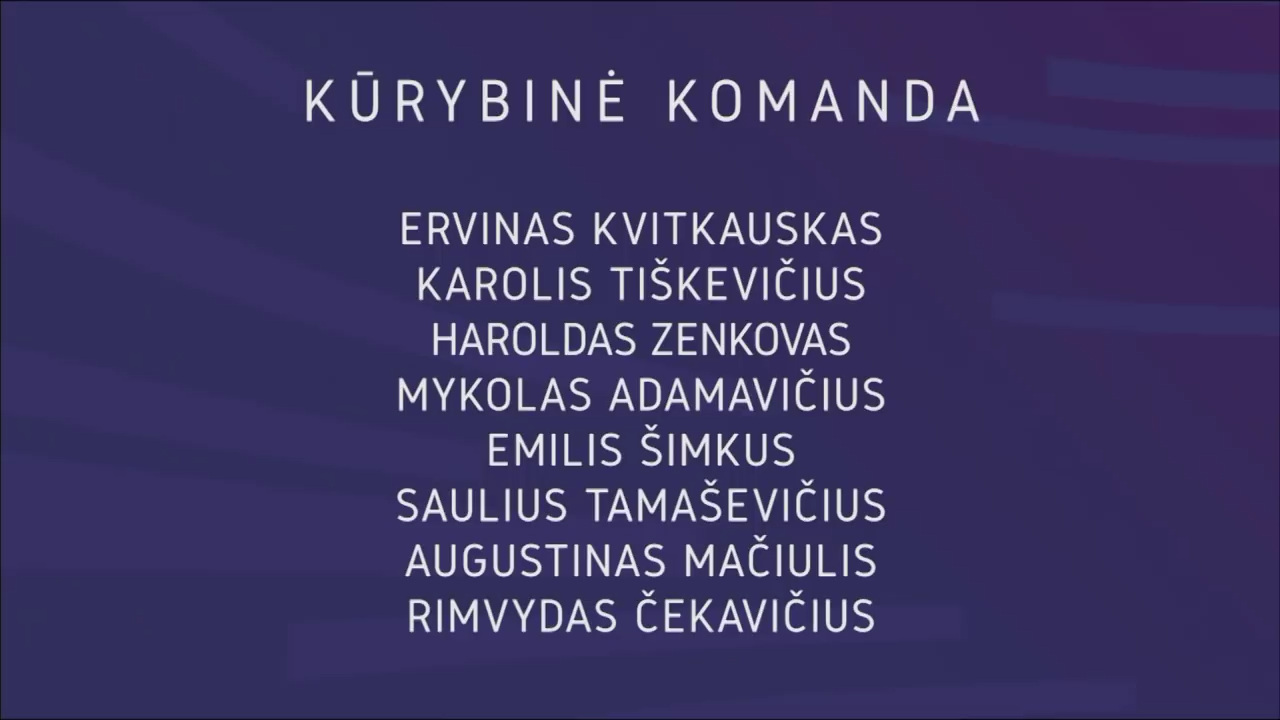 KŪRYBINĖ KOMANDA
ERVINAS KVITKAUSKAS
KAROLIS TIŠKEVIČIUS
HAROLDAS ZENKOVAS
MYKOLAS ADAMAVIČIUS
EMILIS ŠIMKUS
SAULIUS TAMAŠEVIČIUS
AUGUSTINAS MAČIULIS
RIMVYDAS ČEKAVIČIUS